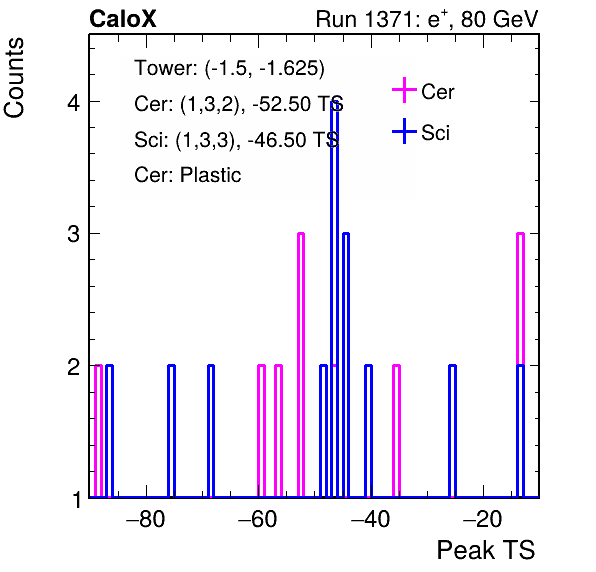 CaloX Run 1371: e⁺, 80 GeV
Counts
Tower: (-1.5, -1.625)
Cer: (1,3,2), -52.50 TS
Sci: (1,3,3), -46.50 TS
Cer: Plastic
Cer
Sci
4
3
2
1
−80 −60 −40 −20
Peak TS